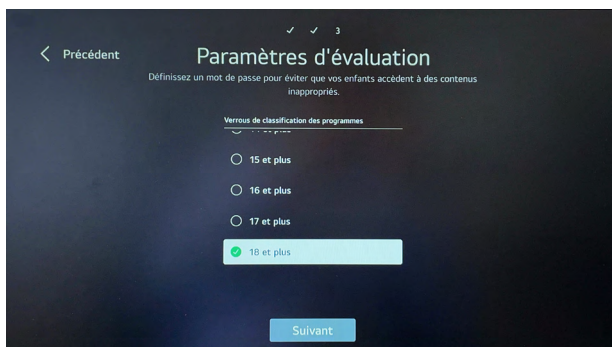 3
Précédent
Paramètres d'évaluation
Définissez un mot de passe pour éviter que vos enfants accèdent à des contenus
inappropriés.
Verrous de classification des programmes
15 et plus
16 et plus
17 et plus
18 et plus
Suivant